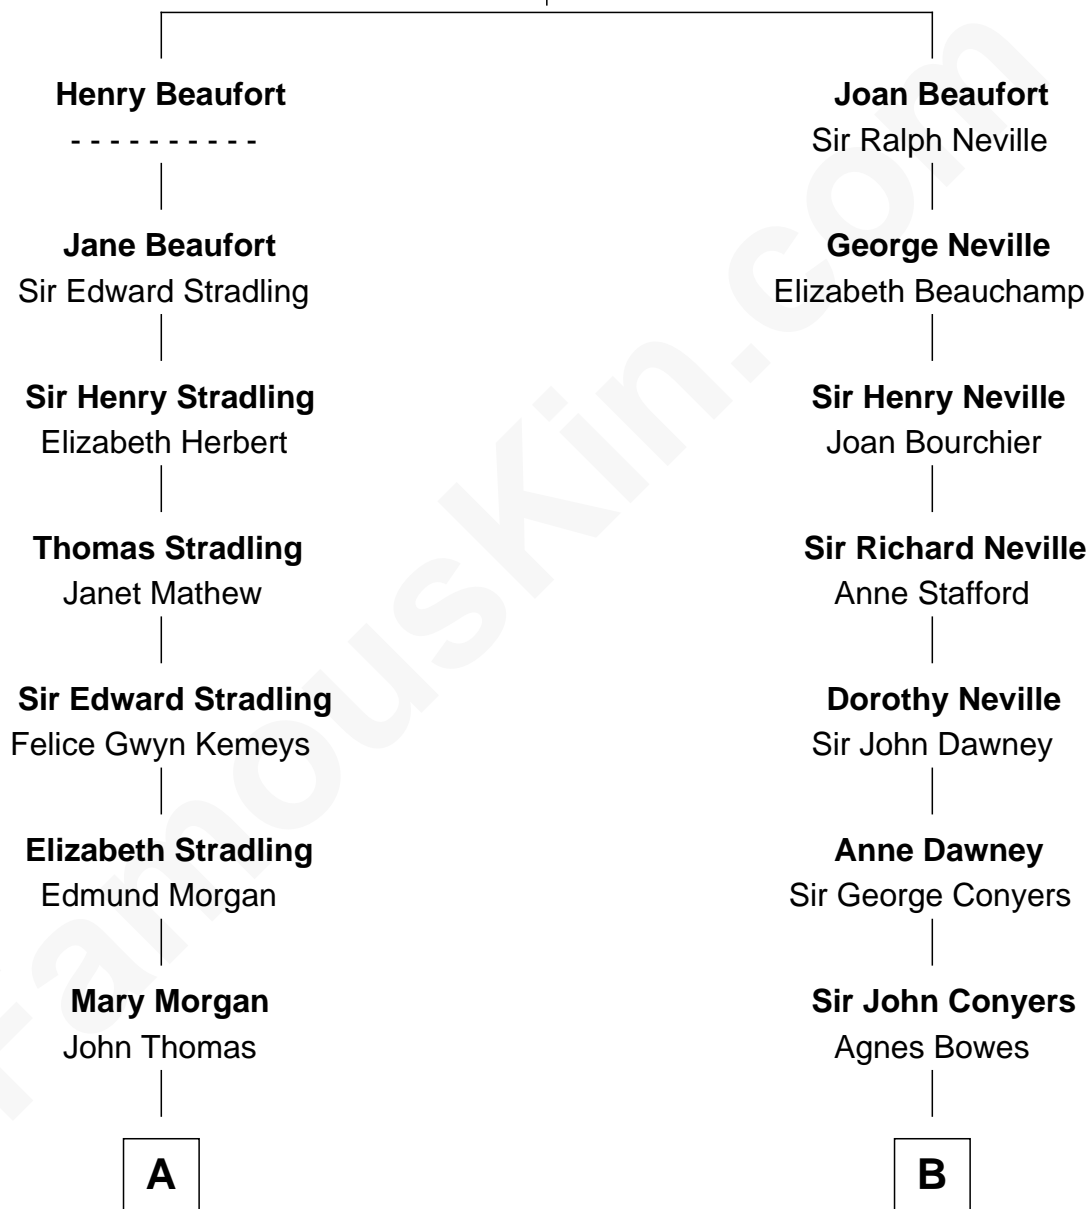 Henry Beaufort
- - - - - - - - - -
Jane Beaufort
Sir Edward Stradling
Sir Henry Stradling
Elizabeth Herbert
Thomas Stradling
Janet Mathew
Sir Edward Stradling
Felice Gwyn Kemeys
Elizabeth Stradling
Edmund Morgan
Mary Morgan
John Thomas
A
Joan Beaufort
Sir Ralph Neville
George Neville
Elizabeth Beauchamp
Sir Henry Neville
Joan Bourchier
Sir Richard Neville
Anne Stafford
Dorothy Neville
Sir John Dawney
Anne Dawney
Sir George Conyers
Sir John Conyers
Agnes Bowes
B
FamousKin.com